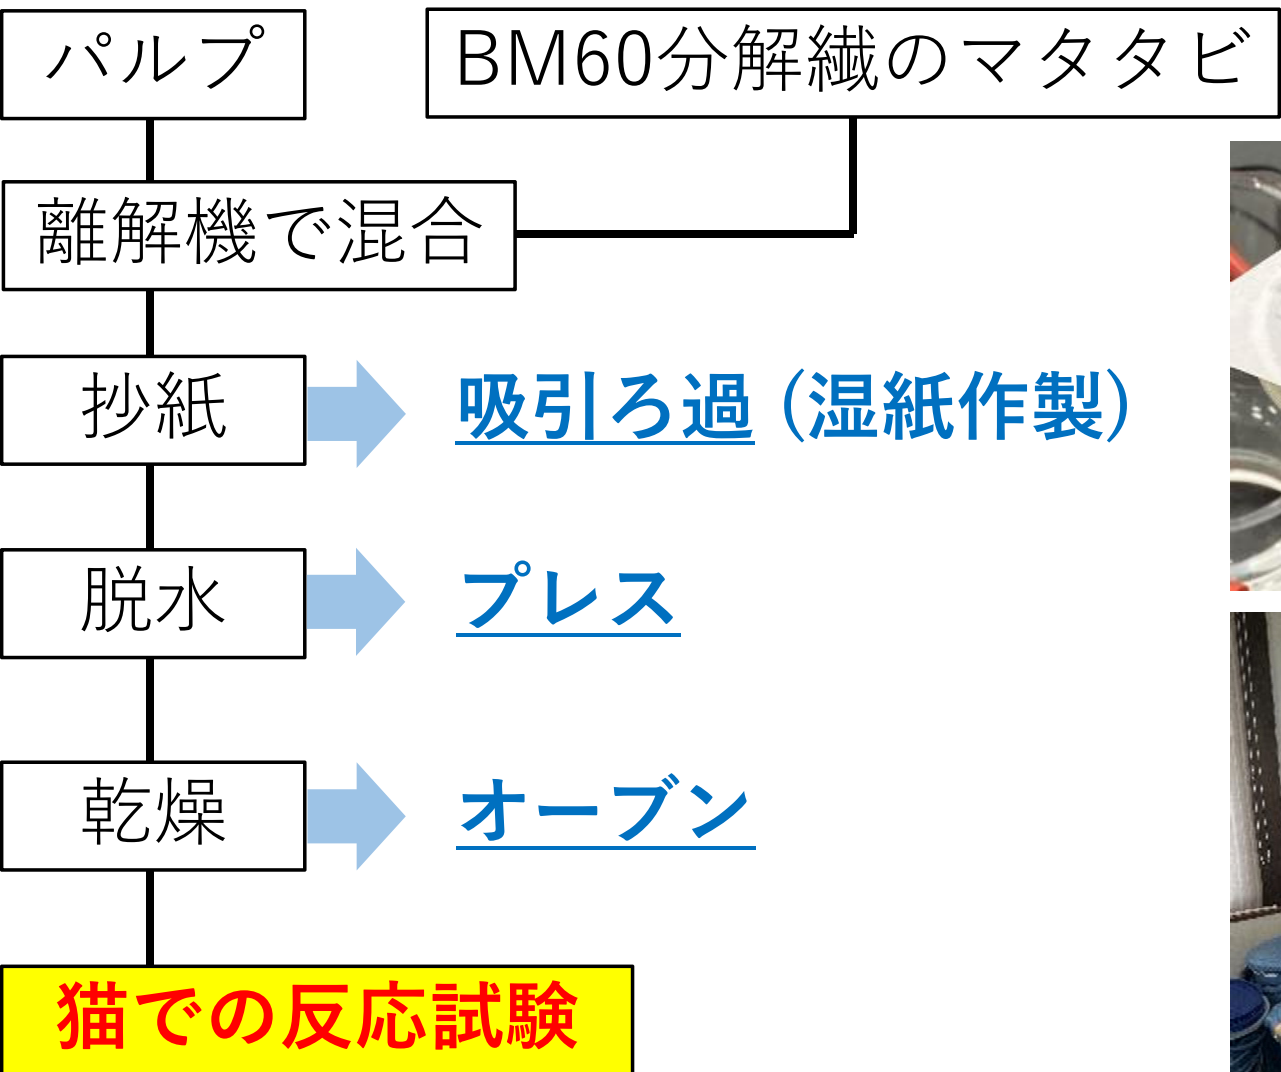 パルプ
BM60分解繊のマタタビ
離解機で混合
抄紙
吸引ろ過（湿紙作製）
脱水
プレス
乾燥
オーブン
猫での反応試験